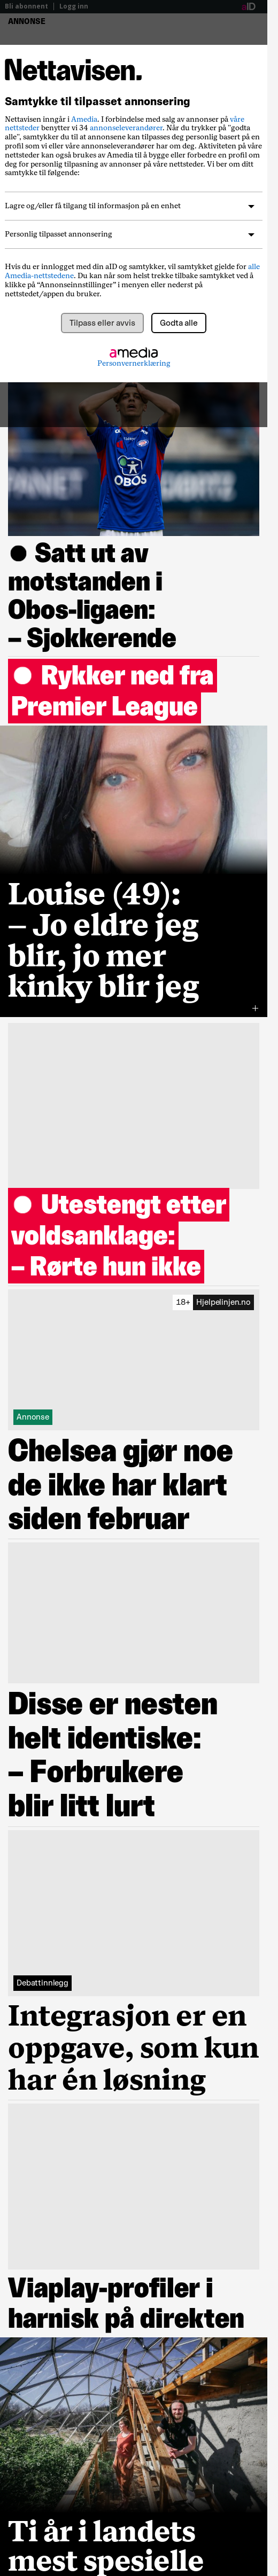 Bli abonnent | Logg inn
aID
ANNONSE
Nettavisen.
Samtykke til tilpasset annonsering
Nettavisen inngår i Amedia. I forbindelse med salg av annonser på våre
nettsteder benytter vi 34 annonseleverandører. Når du trykker på "godta
alle", samtykker du til at annonsene kan tilpasses deg personlig basert på en
profil som vi eller våre annonseleverandører har om deg. Aktiviteten på våre
nettsteder kan også brukes av Amedia til å bygge eller forbedre en profil om
deg for personlig tilpasning av annonser på våre nettsteder. Vi ber om ditt
samtykke til følgende:
Lagre og/eller få tilgang til informasjon på en enhet
Personlig tilpasset annonsering
Hvis du er innlogget med din aID og samtykker, vil samtykket gjelde for alle
Amedia-nettstedene. Du kan når som helst trekke tilbake samtykket ved å
klikke på “Annonseinnstillinger” i menyen eller nederst på
nettstedet/appen du bruker.
Tilpass eller avvis
Godta alle
amedia
Personvernerklæring
OBOS
● Satt ut av
motstanden i
Obos-ligaen:
– Sjokkerende
● Rykker ned fra
Premier League
Louise (49):
– Jo eldre jeg
blir, jo mer
kinky blir jeg
+
● Utestengt etter
voldsanklage:
– Rørte hun ikke
18+ Hjelpelinjen.no
Annonse
Chelsea gjør noe
de ikke har klart
siden februar
Disse er nesten
helt identiske:
– Forbrukere
blir litt lurt
Debattinnlegg
Integrasjon er en
oppgave, som kun
har én løsning
Viaplay-profiler i
harnisk på direkten
Ti år i landets
mest spesielle